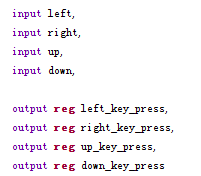 input left,
input right,
input up,
input down,
output reg left_key_press,
output reg right_key_press,
output reg up_key_press,
output reg down_key_press